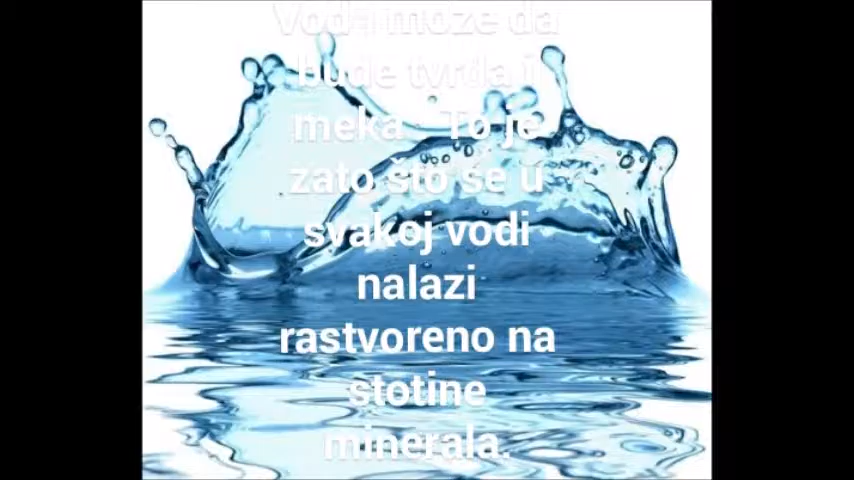 Voda može da
bude tvrda i
meka. To je
zato što se u
svakoj vodi
nalazi
rastvoreno na
stotine
minerala.